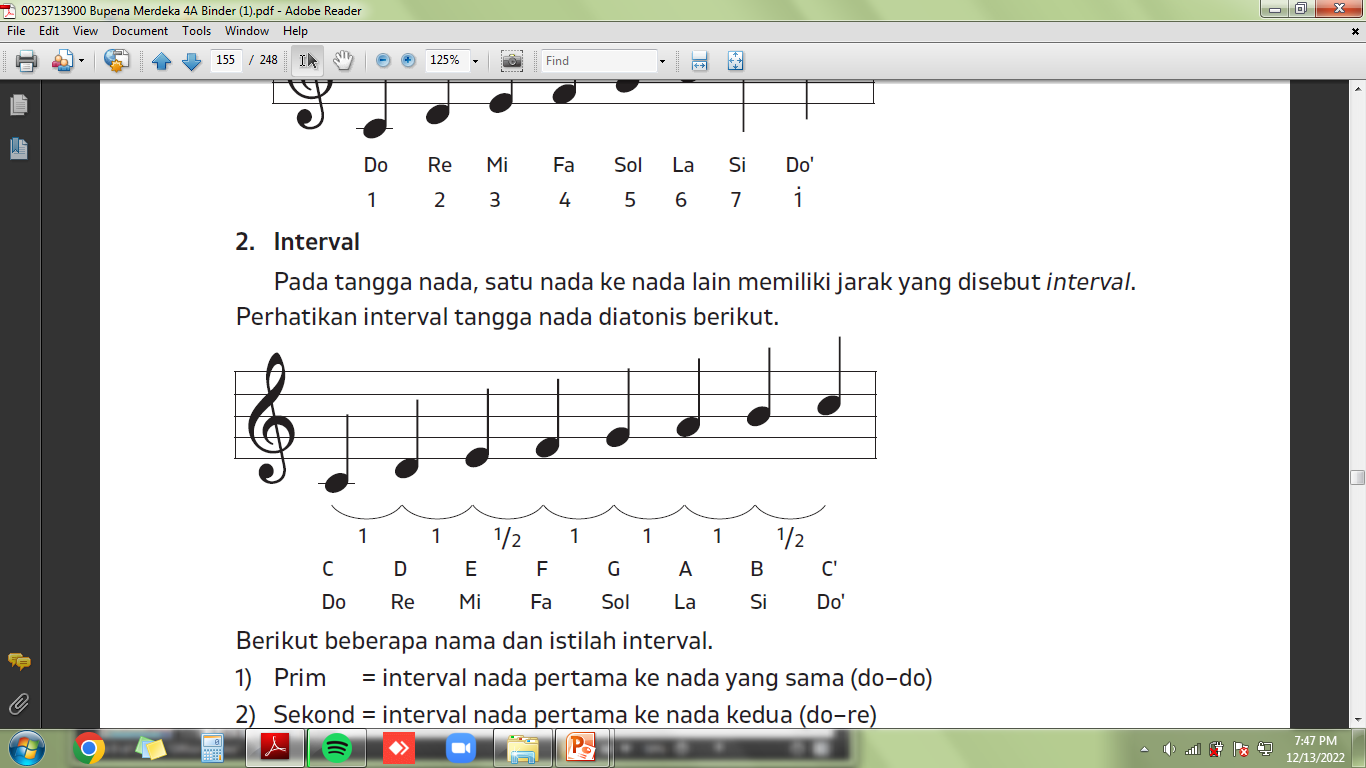 0023713900 Bupena Merdeka 4A Binder (1).pdf - Adobe Reader
File Edit View Document Tools Window Help
155 / 248 125% Find
Do Re Mi Fa Sol La Si Do'
1 2 3 4 5 6 7 1̇
2. Interval
Pada tangga nada, satu nada ke nada lain memiliki jarak yang disebut interval.
Perhatikan interval tangga nada diatonis berikut.
1 1 1/2 1 1 1 1/2
C D E F G A B C'
Do Re Mi Fa Sol La Si Do'
Berikut beberapa nama dan istilah interval.
1) Prim = interval nada pertama ke nada yang sama (do–do)
2) Sekond = interval nada pertama ke nada kedua (do–re)
7:47 PM
12/13/2022